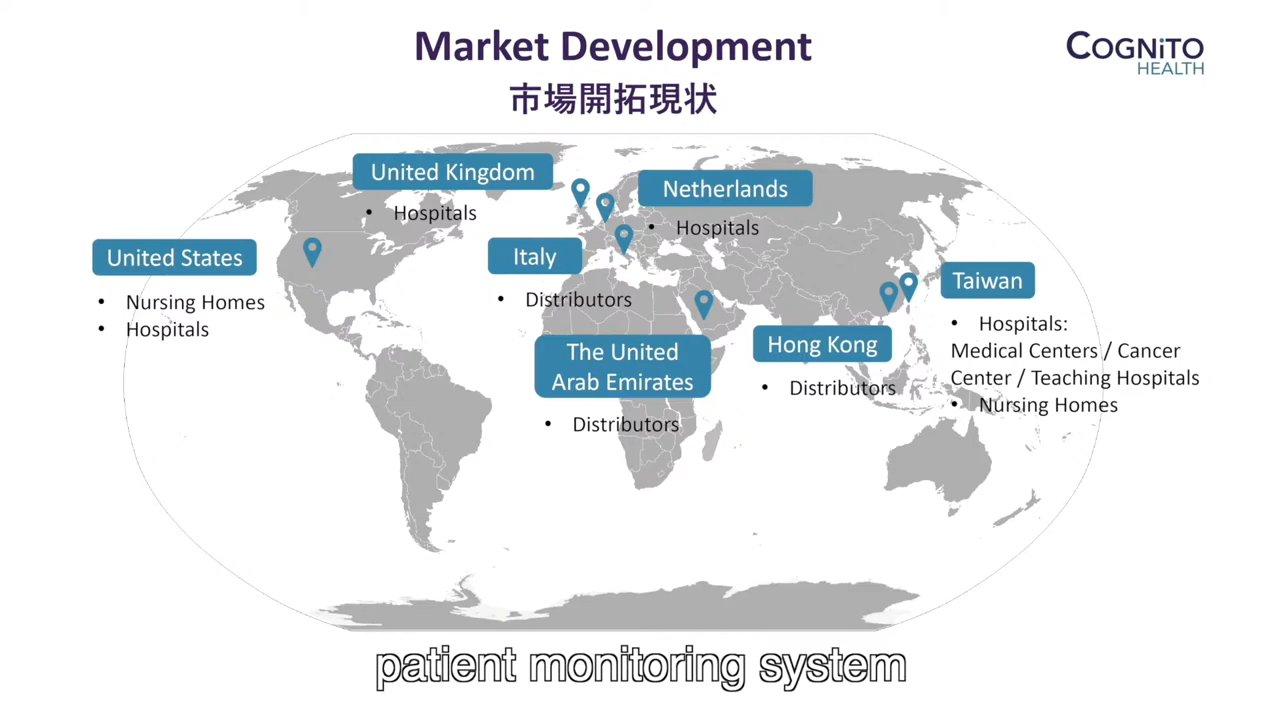 Market Development
市場開拓現状
COGNiTO
HEALTH
United Kingdom
• Hospitals
Netherlands
• Hospitals
United States
• Nursing Homes
• Hospitals
Italy
• Distributors
The United
Arab Emirates
• Distributors
Hong Kong
• Distributors
Taiwan
• Hospitals:
Medical Centers / Cancer
Center / Teaching Hospitals
• Nursing Homes
patient monitoring system